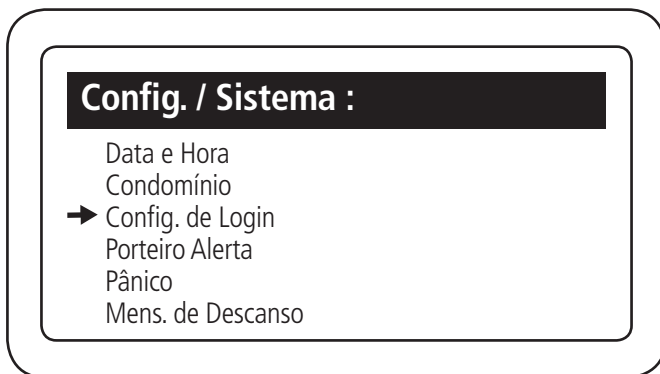 Config. / Sistema :
Data e Hora
Condomínio
Config. de Login
Porteiro Alerta
Pânico
Mens. de Descanso